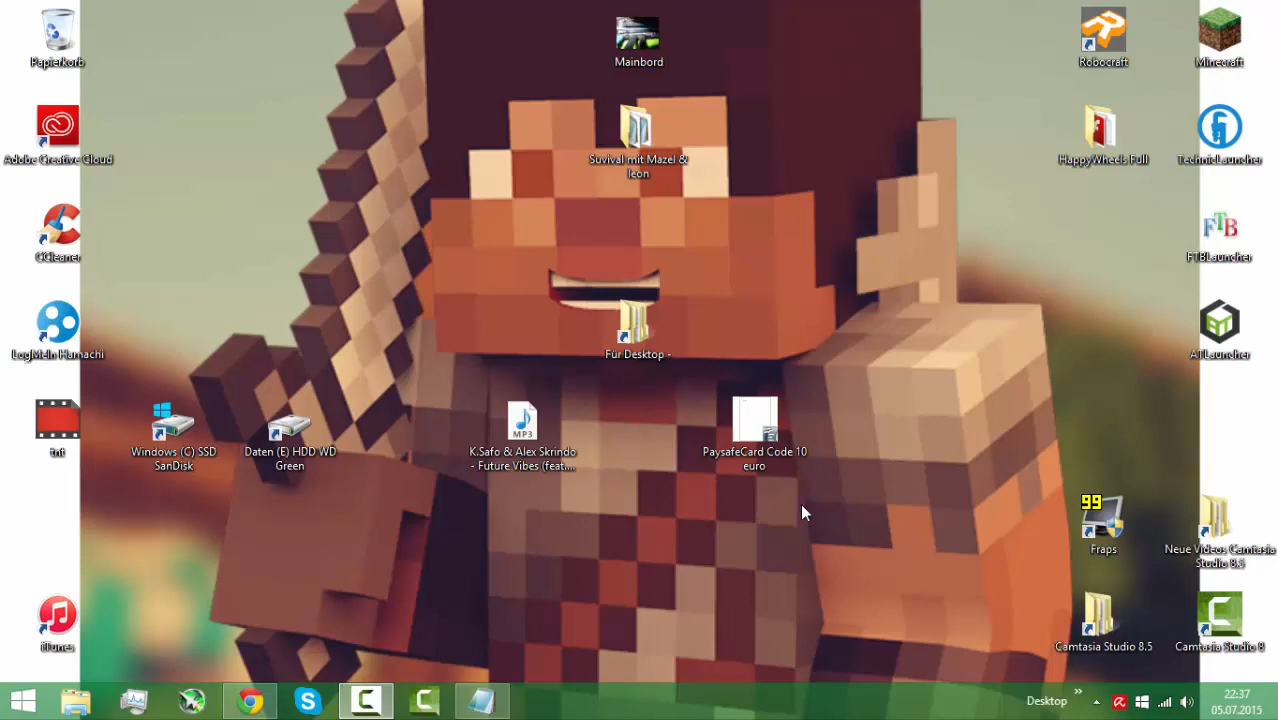 Papierkorb
Mainbord
Robocraft
Minecraft
Adobe Creative Cloud
Suvival mit Mazel &
leon
HappyWheels Full
TechnicLauncher
CCleaner
FTB
FTBLauncher
LogMeIn Hamachi
Für Desktop -
ATLauncher
tnt
Windows (C) SSD
SanDisk
Daten (E) HDD WD
Green
MP3
K.Safo & Alex Skrindo
- Future Vibes (feat....
PaysafeCard Code 10
euro
99
Fraps
Neue Videos Camtasia
Studio 8.5
iTunes
Camtasia Studio 8.5
Camtasia Studio 8
Desktop
22:37
05.07.2015